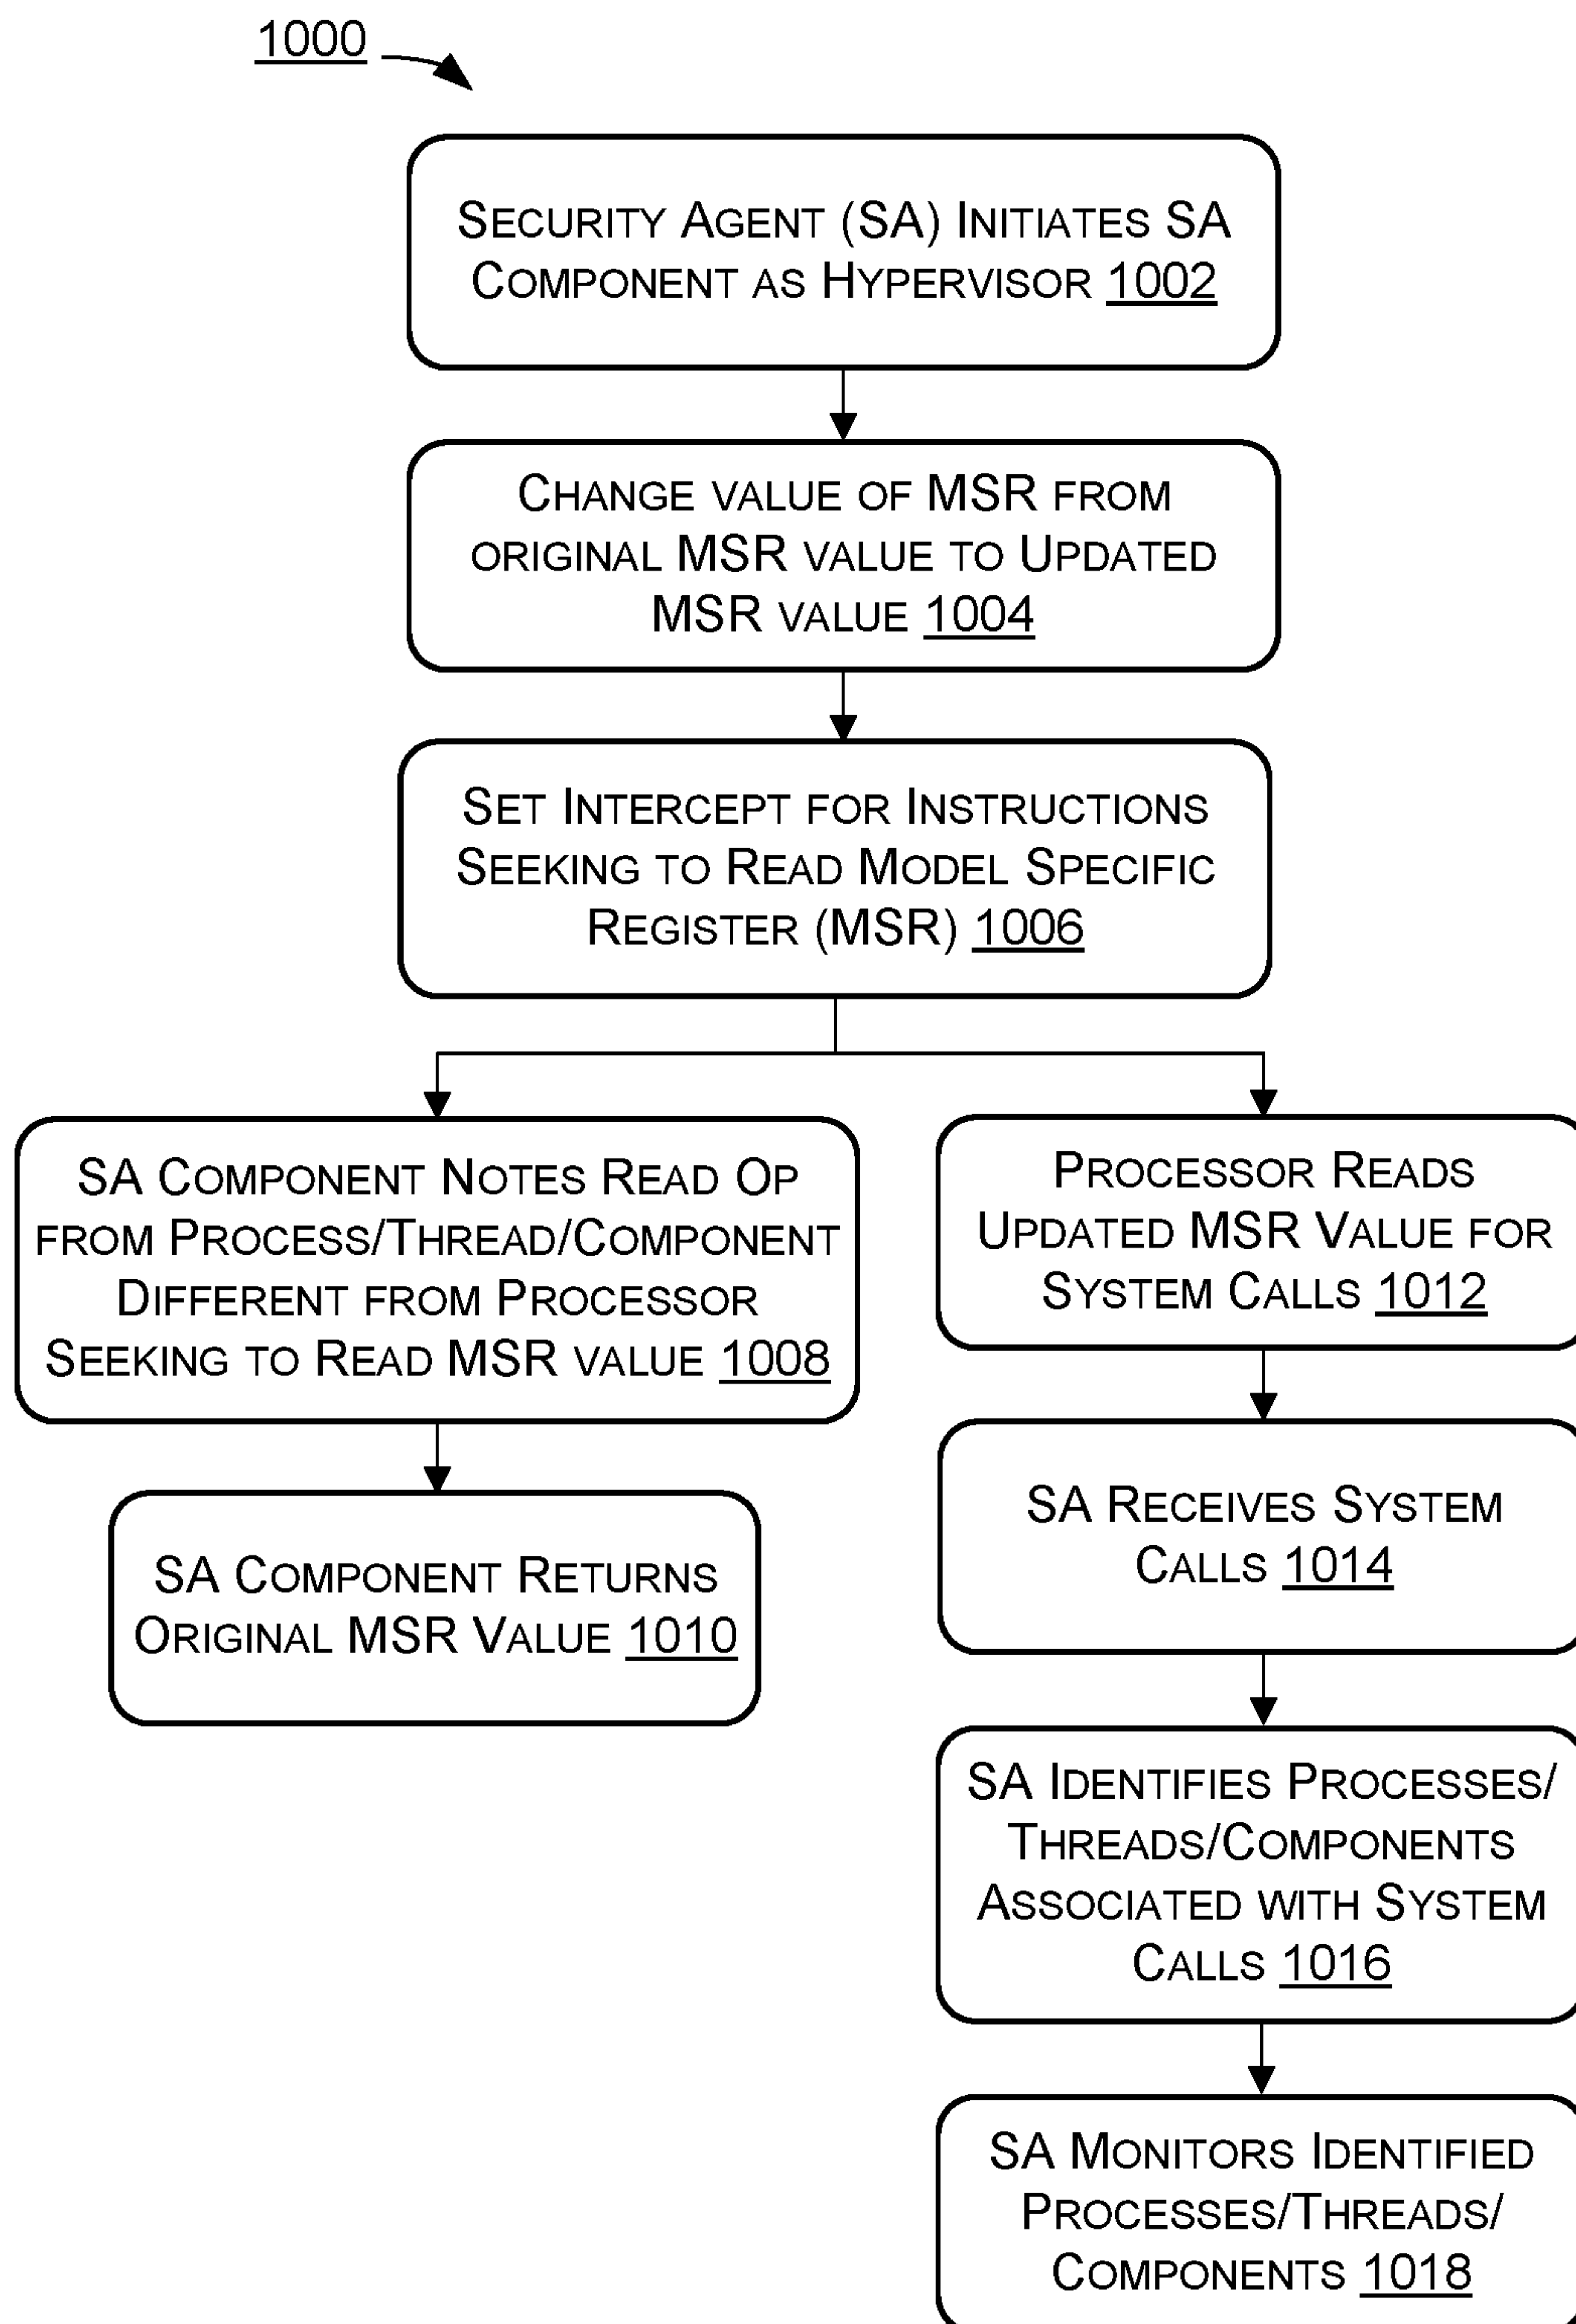 1000
Security Agent (SA) Initiates SA
Component as Hypervisor 1002
Change value of MSR from
original MSR value to Updated
MSR value 1004
Set Intercept for Instructions
Seeking to Read Model Specific
Register (MSR) 1006
SA Component Notes Read Op
from Process/Thread/Component
Different from Processor
Seeking to Read MSR value 1008
SA Component Returns
Original MSR Value 1010
Processor Reads
Updated MSR Value for
System Calls 1012
SA Receives System
Calls 1014
SA Identifies Processes/
Threads/Components
Associated with System
Calls 1016
SA Monitors Identified
Processes/Threads/
Components 1018